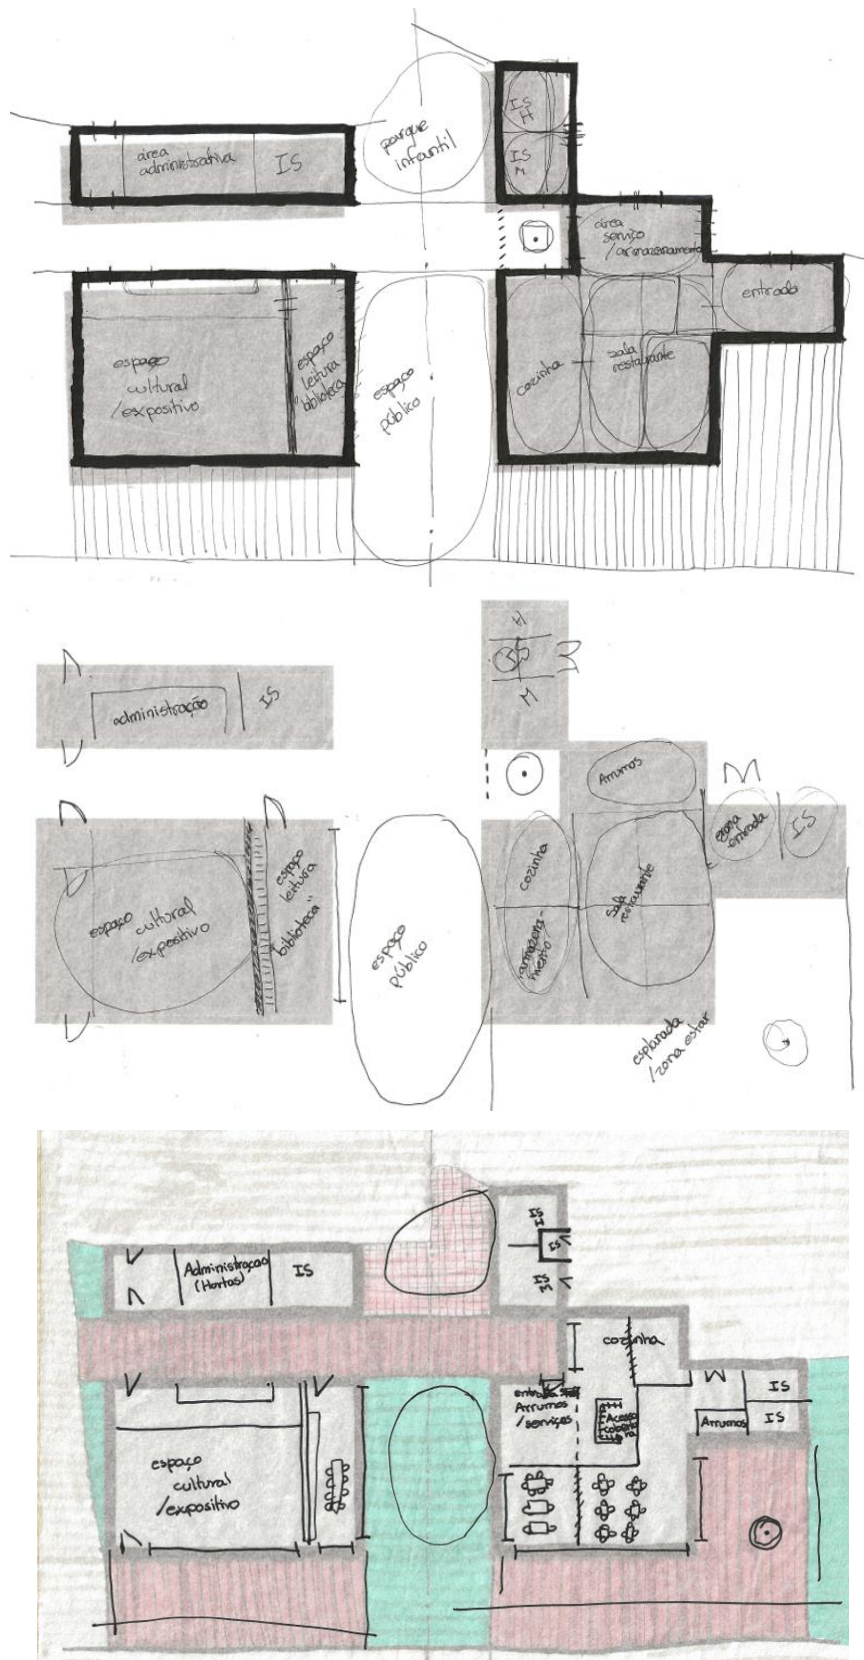 parque
infantil
IS
H
IS
M
área
administrativa
IS
área
serviço
/armazenamento
entrada
espaço
cultural
/expositivo
espaço
leitura
"biblioteca"
espaço
público
cozinha
sala
restaurante
H
IS
M
administração
IS
Arrumos
zona
entrada
IS
espaço
cultural
/expositivo
espaço
leitura
"biblioteca"
espaço
público
cozinha
armazena-
mento
sala
restaurante
esplanada
/zona estar
IS
H
IS
IS
M
Administração
(Hortas)
IS
cozinha
entrada
Arrumos
/serviços
Acesso
Arrumos
IS
IS
espaço
cultural
/expositivo